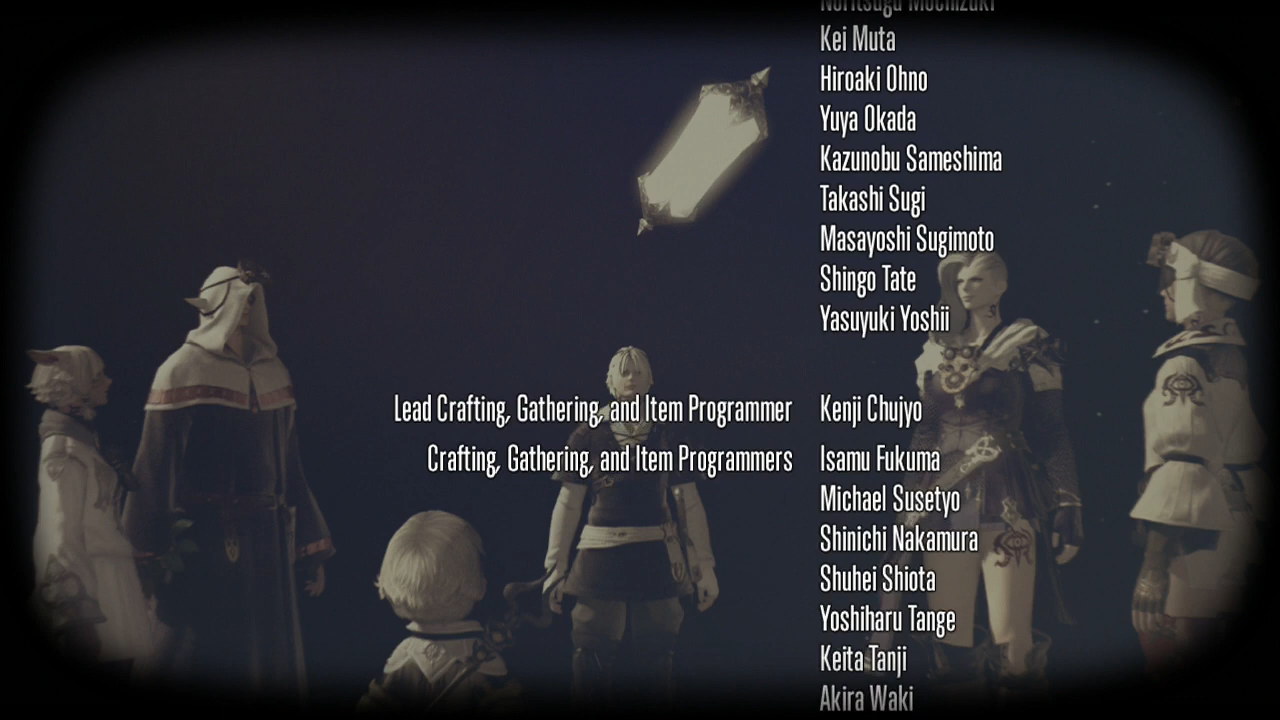 Noritsugu Mochizuki
Kei Muta
Hiroaki Ohno
Yuya Okada
Kazunobu Sameshima
Takashi Sugi
Masayoshi Sugimoto
Shingo Tate
Yasuyuki Yoshii
Lead Crafting, Gathering, and Item Programmer Kenji Chujyo
Crafting, Gathering, and Item Programmers Isamu Fukuma
Michael Susetyo
Shinichi Nakamura
Shuhei Shiota
Yoshiharu Tange
Keita Tanji
Akira Waki